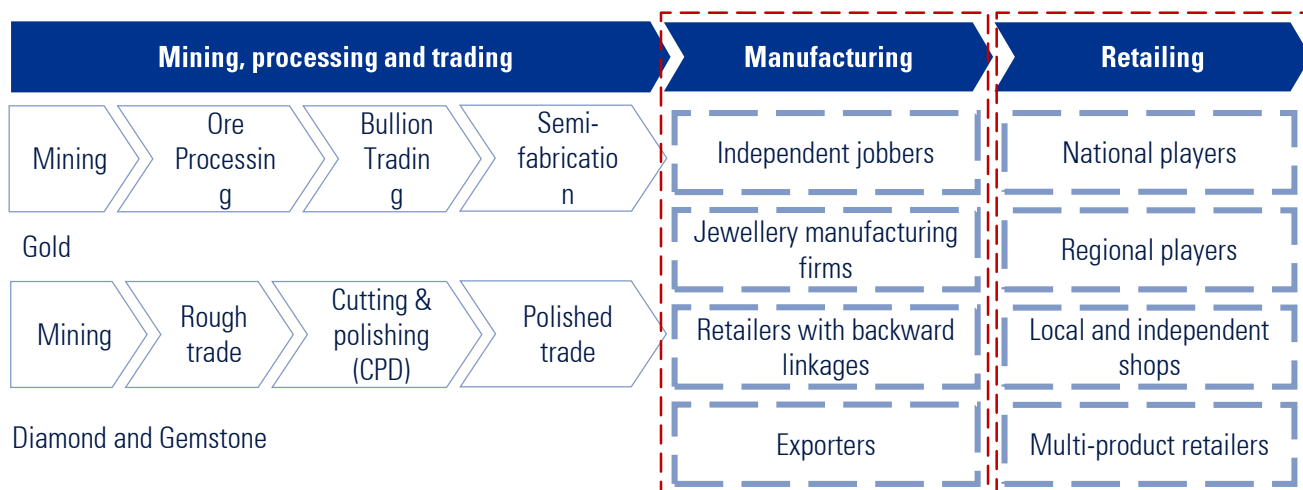 Mining, processing and trading
Manufacturing
Retailing
Mining
Ore
Processin
g
Bullion
Tradin
g
Semi-
fabricatio
n
Gold
Mining
Rough
trade
Cutting &
polishing
(CPD)
Polished
trade
Diamond and Gemstone
Independent jobbers
Jewellery manufacturing
firms
Retailers with backward
linkages
Exporters
National players
Regional players
Local and independent
shops
Multi-product retailers